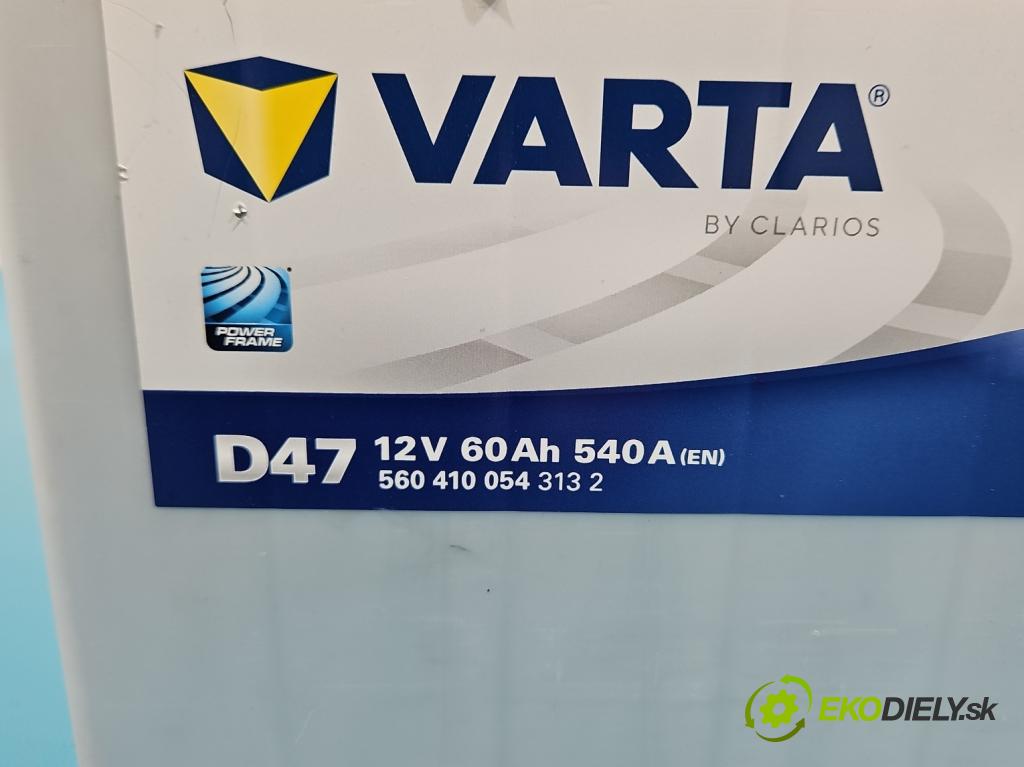 VARTA®
BY CLARIOS
POWER
FRAME
D47 12V 60Ah 540A (EN)
560 410 054 313 2
EKODIELY.sk